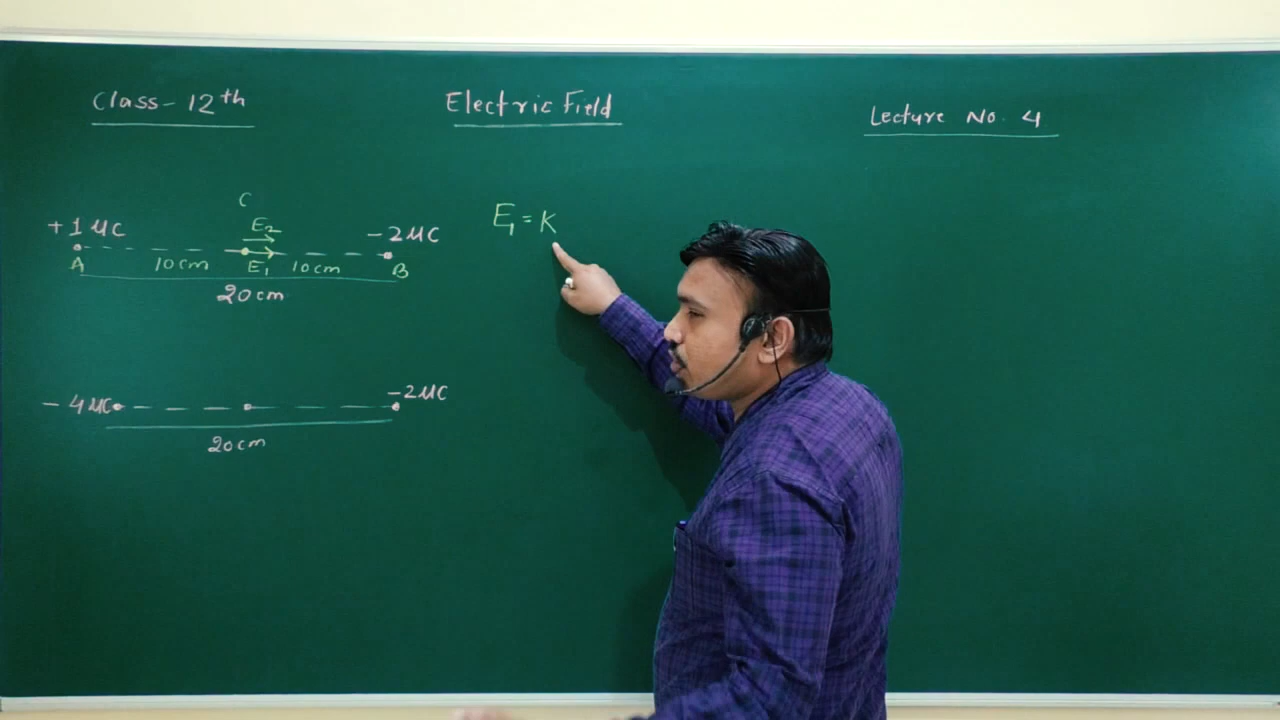 Class - 12th
Electric Field
Lecture No. 4
C
+1 μC
E2
-2 μC
E1 = K
A
10 cm
E1
10 cm
B
20 cm
- 4 μC
-2 μC
20 cm